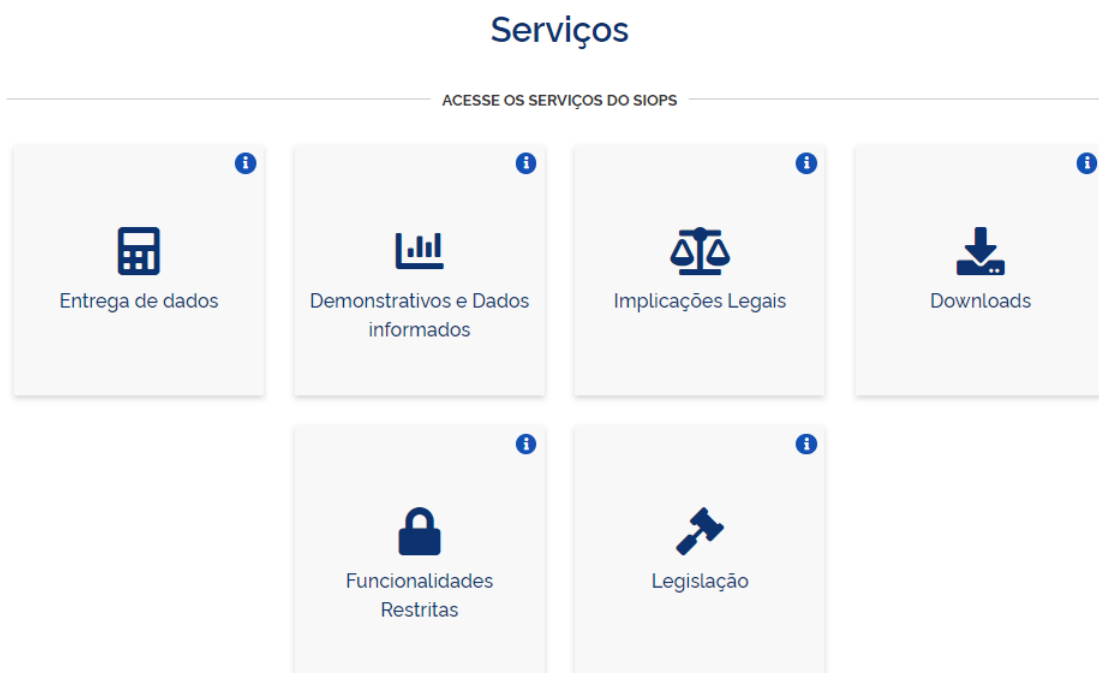 Serviços
ACESSE OS SERVIÇOS DO SIOPS
Entrega de dados
Demonstrativos e Dados
informados
Implicações Legais
Downloads
Funcionalidades
Restritas
Legislação